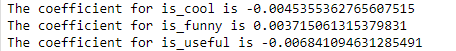 The coefficient for is_cool is -0.0045355362765607515
The coefficient for is_funny is 0.003715061315379831
The coefficient for is_useful is -0.006841094631285491